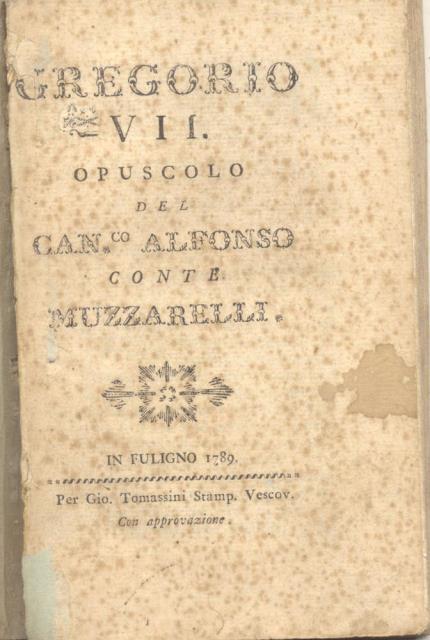 GREGORIO
VII.
OPUSCOLO
DEL
CAN.CO ALFONSO
CONTE
MUZZARELLI.
IN FULIGNO 1789.
Per Gio. Tomassini Stamp. Vescov.
Con approvazione.